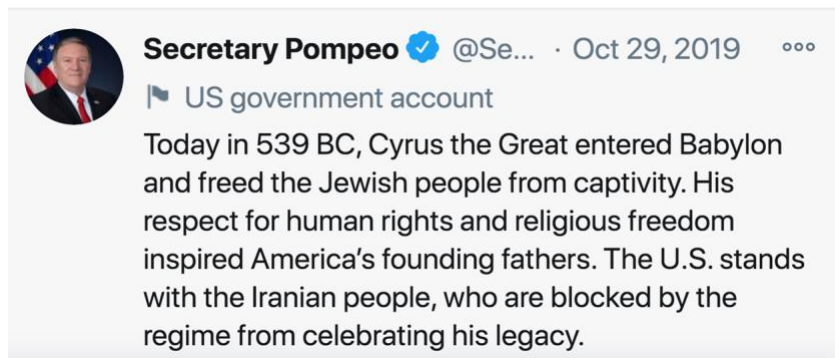 Secretary Pompeo @Se... · Oct 29, 2019
US government account
Today in 539 BC, Cyrus the Great entered Babylon
and freed the Jewish people from captivity. His
respect for human rights and religious freedom
inspired America’s founding fathers. The U.S. stands
with the Iranian people, who are blocked by the
regime from celebrating his legacy.